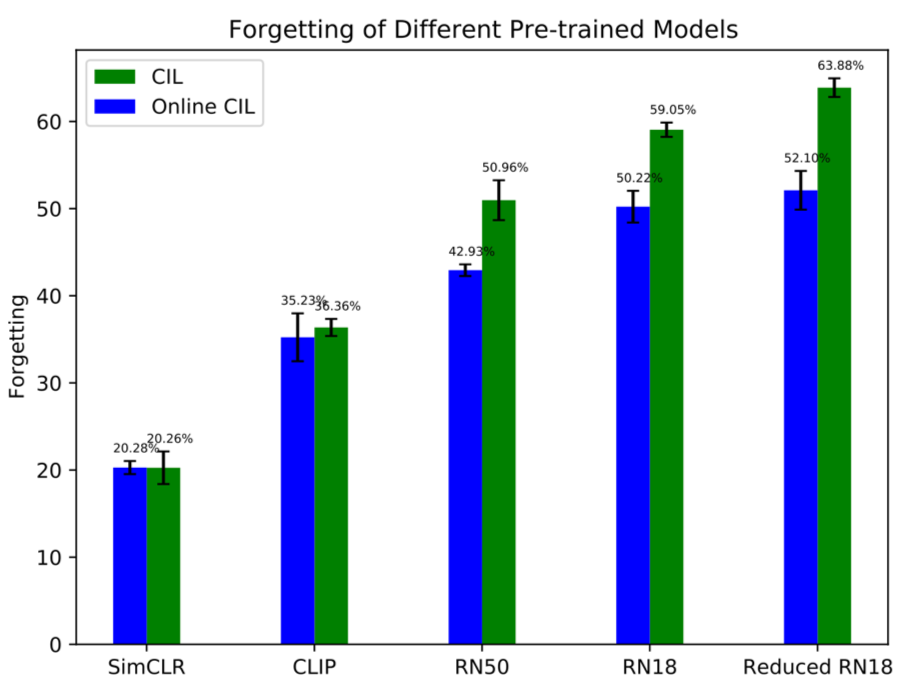 Forgetting of Different Pre-trained Models
CIL
Online CIL
Forgetting
60
50
40
30
20
10
0
20.28%
20.26%
35.23%
36.36%
42.93%
50.96%
50.22%
59.05%
52.10%
63.88%
SimCLR
CLIP
RN50
RN18
Reduced RN18